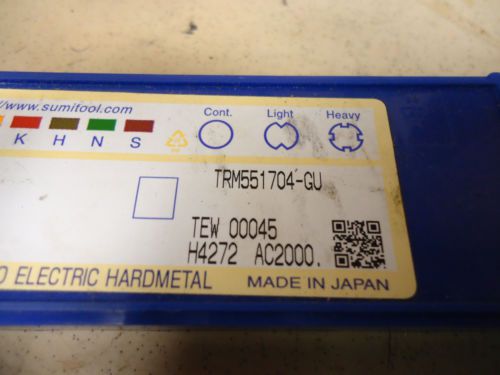 //www.sumitool.com
Cont. Light Heavy
K H N S
TRM551704-GU
TEW 00045
H4272 AC2000.
O ELECTRIC HARDMETAL MADE IN JAPAN